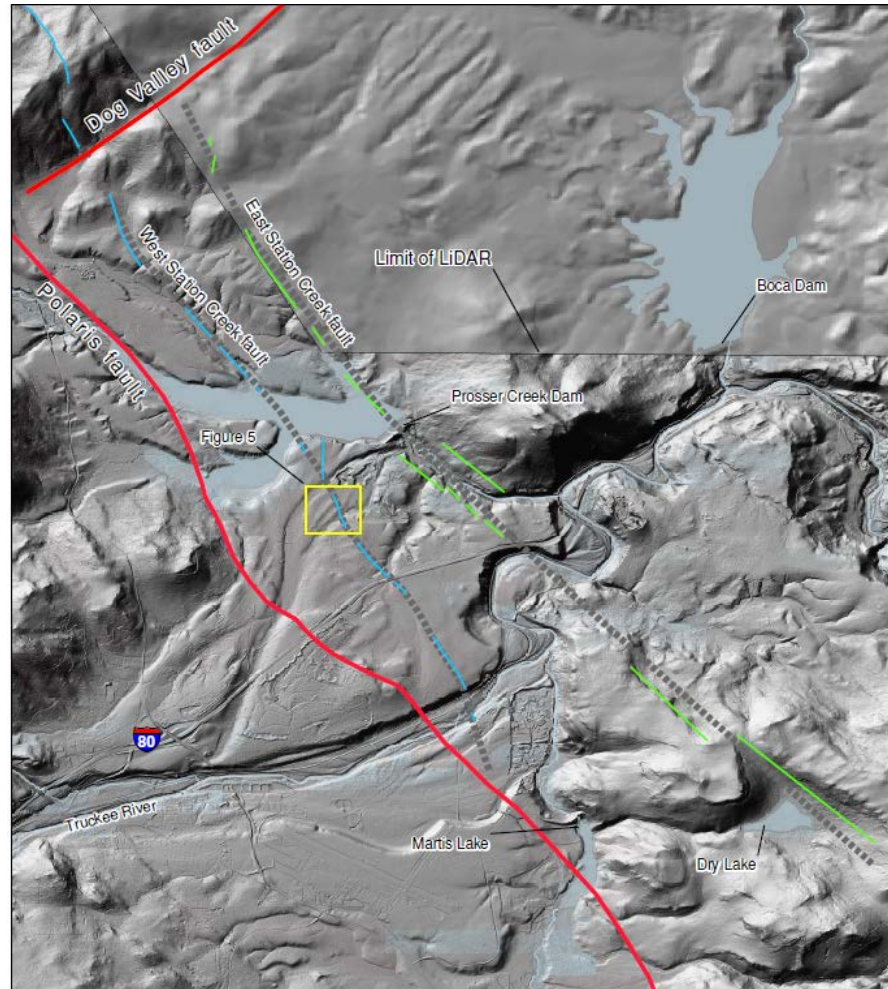 Dog Valley fault
East Station Creek fault
West Station Creek fault
Limit of LiDAR
Boca Dam
Polaris fault
Prosser Creek Dam
Figure 5
80
Truckee River
Martis Lake
Dry Lake